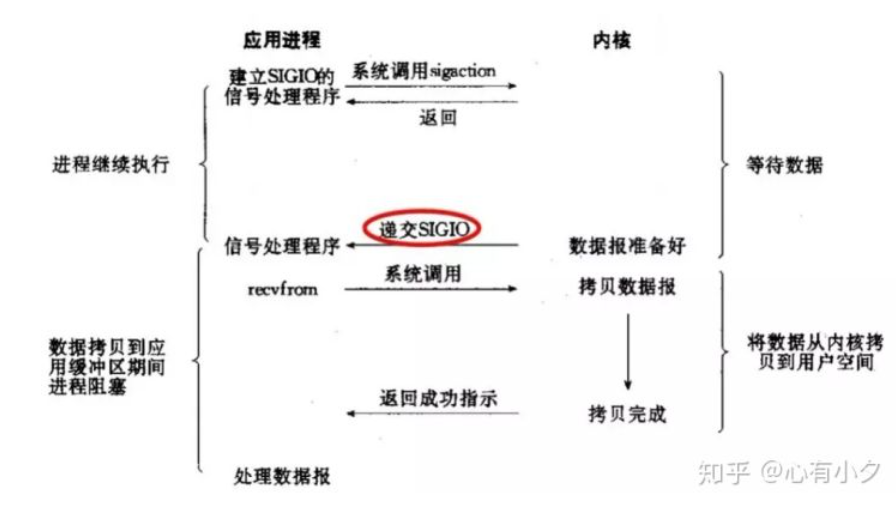 应用进程
内核
建立SIGIO的
信号处理程序
系统调用sigaction
返回
进程继续执行
等待数据
递交SIGIO
信号处理程序
数据报准备好
recvfrom
系统调用
拷贝数据报
数据拷贝到应
用缓冲区期间
进程阻塞
将数据从内核拷
贝到用户空间
返回成功指示
拷贝完成
处理数据报
知乎 @心有小夕